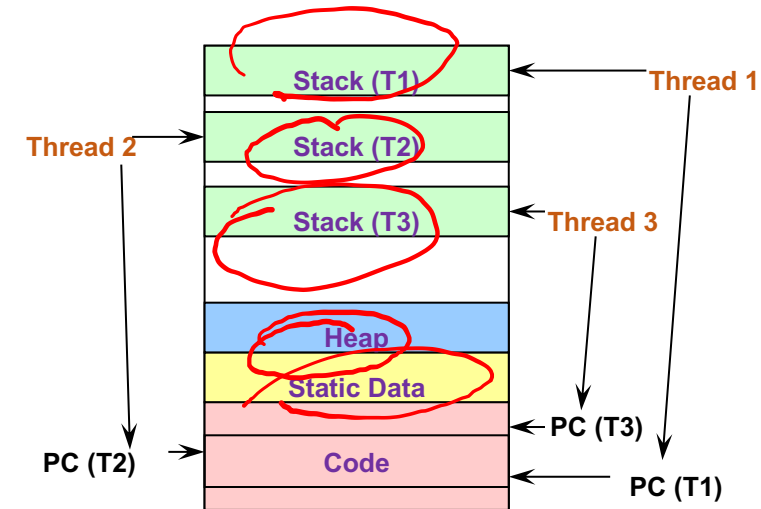 Stack (T1)
Thread 1
Thread 2
Stack (T2)
Stack (T3)
Thread 3
Heap
Static Data
PC (T3)
PC (T2)
Code
PC (T1)